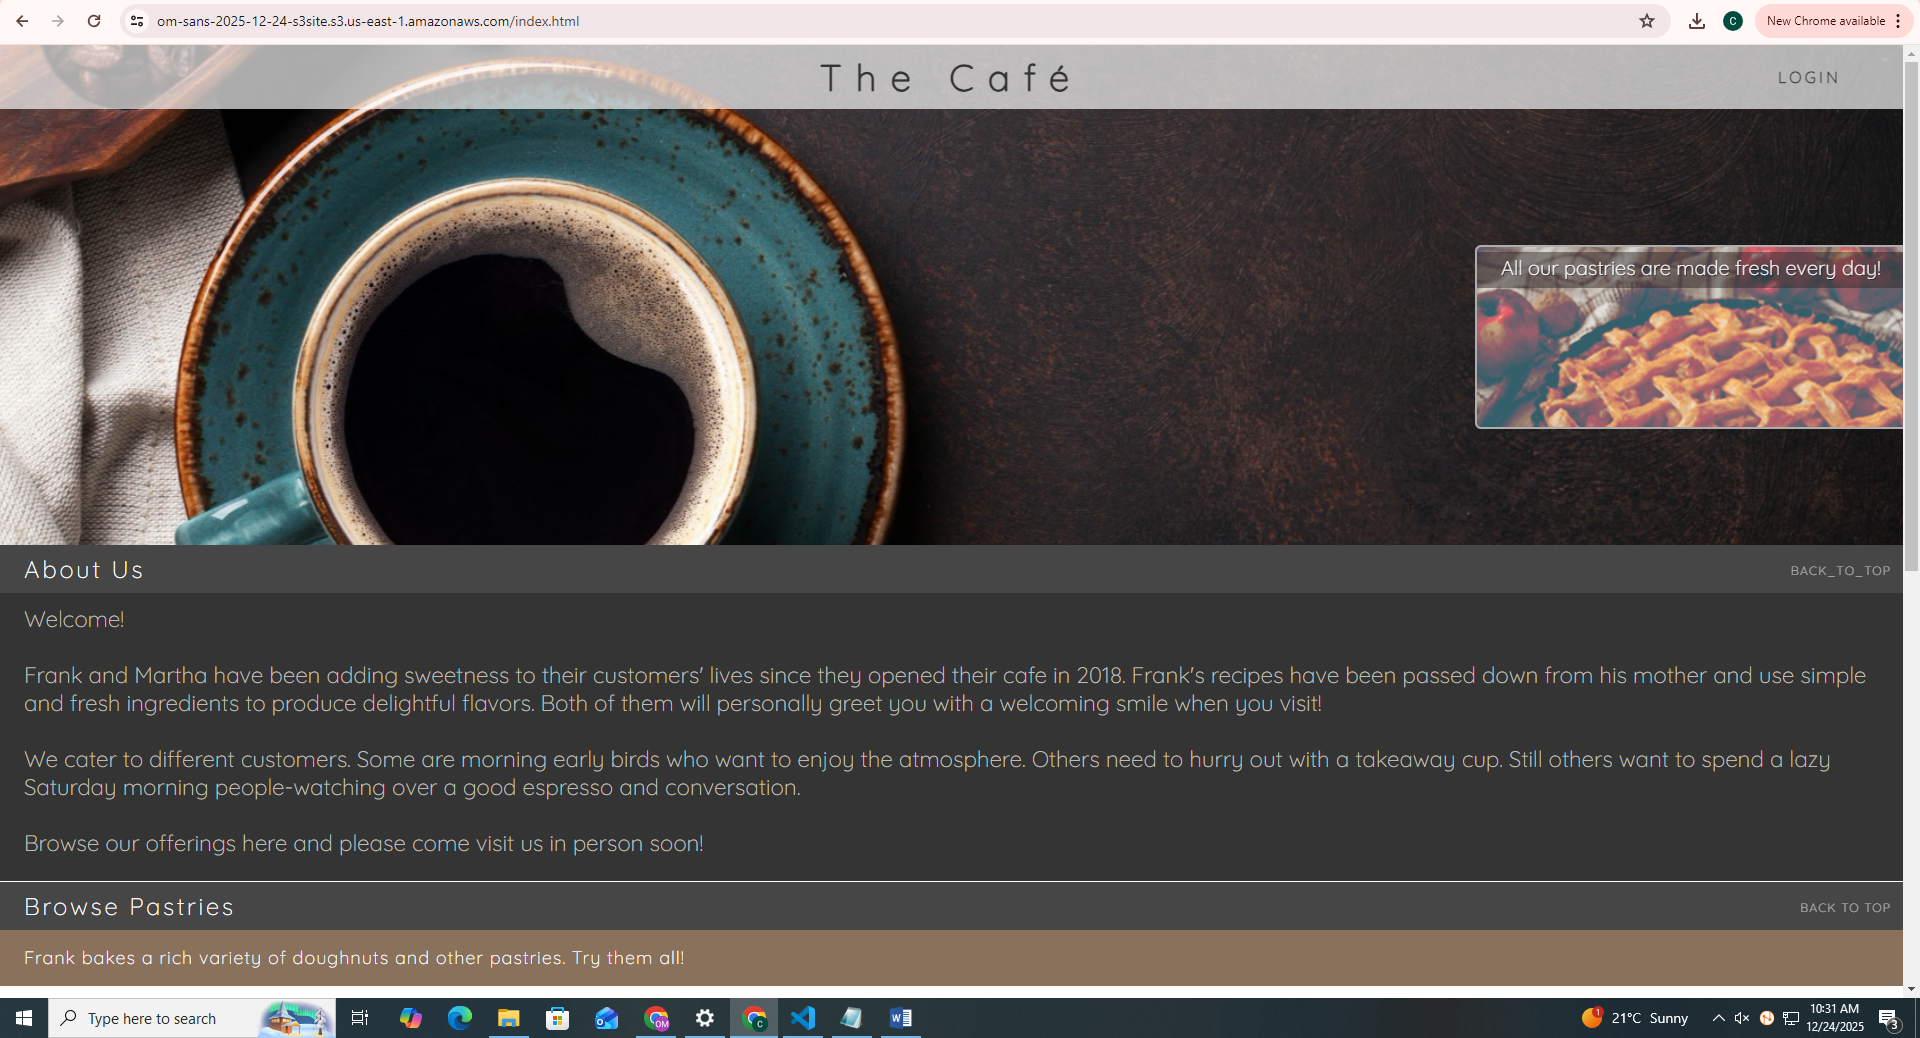 om-sans-2025-12-24-s3site.s3.us-east-1.amazonaws.com/index.html
C
New Chrome available
The Café
LOGIN
All our pastries are made fresh every day!
About Us
BACK_TO_TOP
Welcome!
Frank and Martha have been adding sweetness to their customers' lives since they opened their cafe in 2018. Frank's recipes have been passed down from his mother and use simple
and fresh ingredients to produce delightful flavors. Both of them will personally greet you with a welcoming smile when you visit!
We cater to different customers. Some are morning early birds who want to enjoy the atmosphere. Others need to hurry out with a takeaway cup. Still others want to spend a lazy
Saturday morning people-watching over a good espresso and conversation.
Browse our offerings here and please come visit us in person soon!
Browse Pastries
BACK TO TOP
Frank bakes a rich variety of doughnuts and other pastries. Try them all!
Type here to search
OM
C
W
1
21°C Sunny
10:31 AM
12/24/2025
3